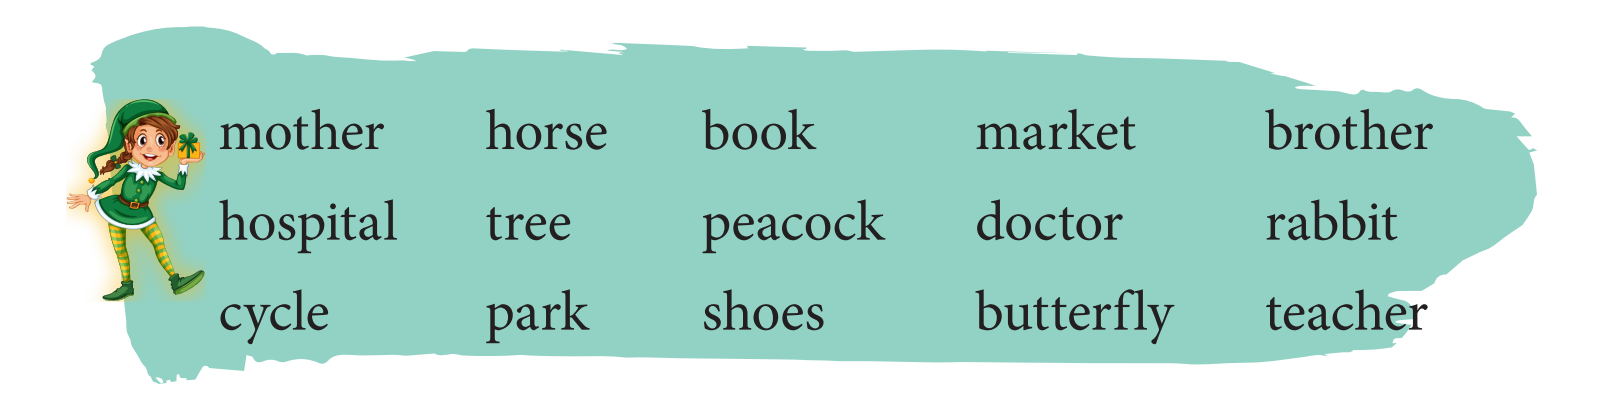 mother horse book market brother
hospital tree peacock doctor rabbit
cycle park shoes butterfly teacher